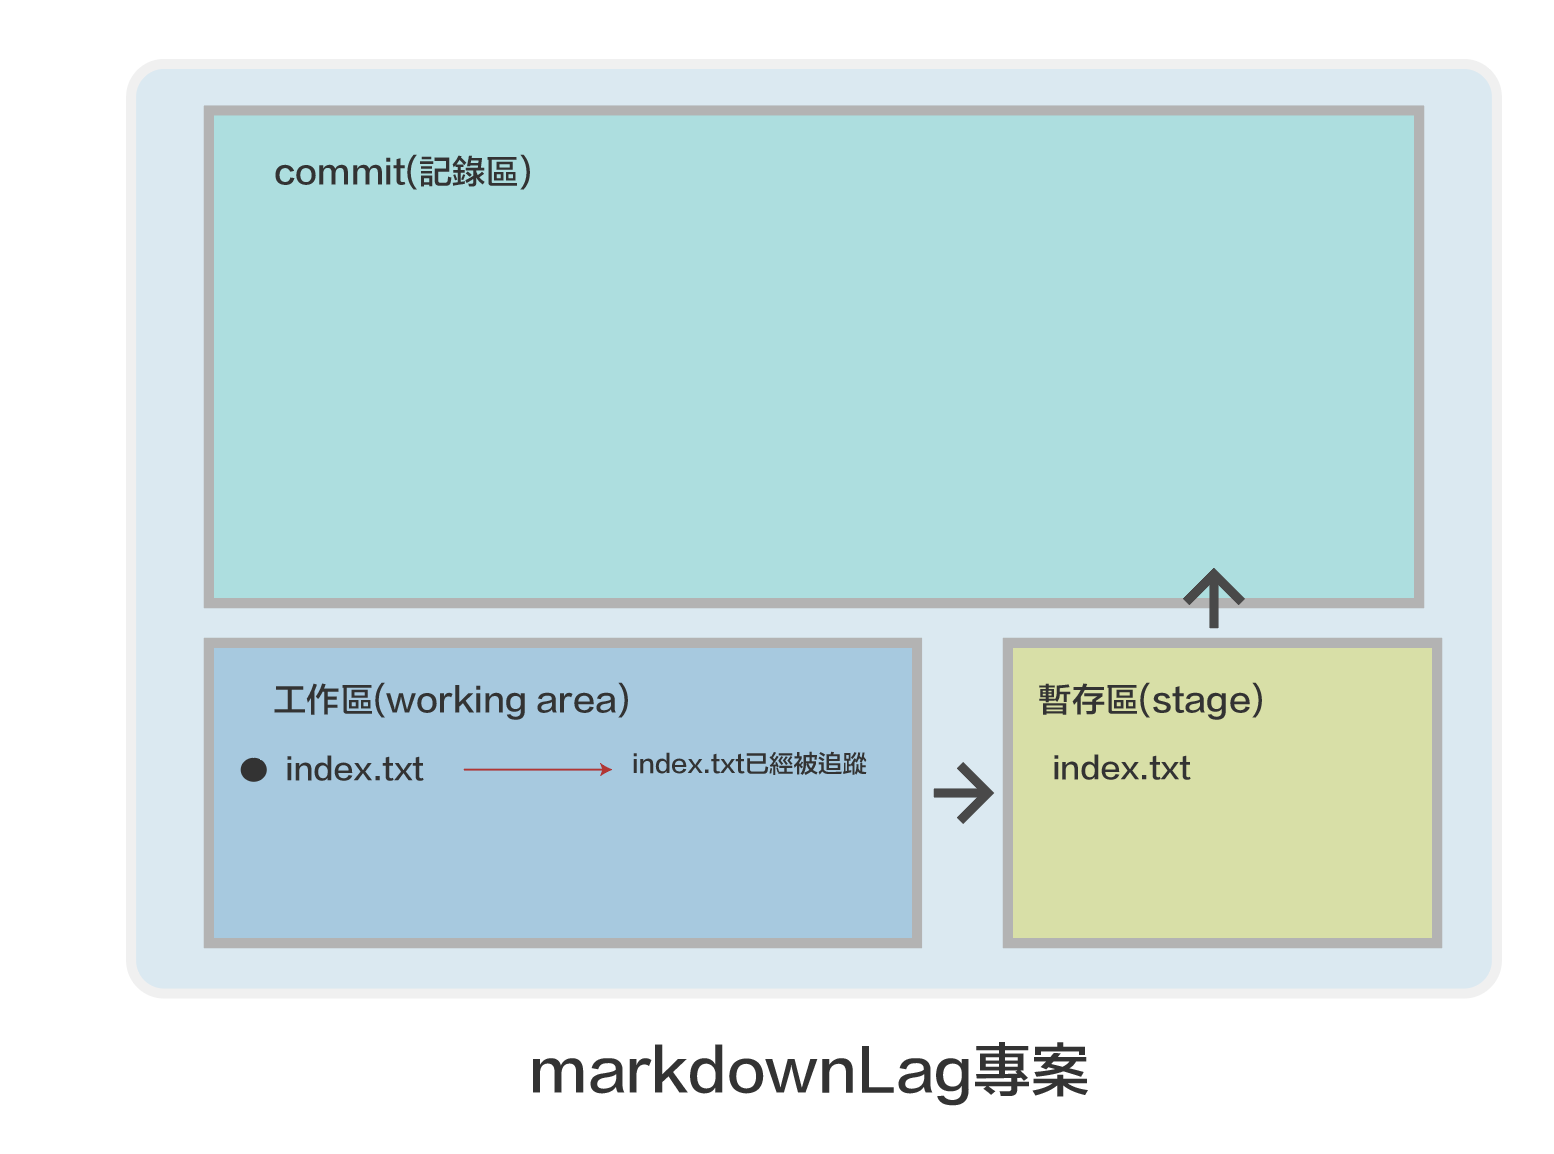 commit(記錄區)
工作區(working area)
index.txt
index.txt已經被追蹤
暫存區(stage)
index.txt
markdownLag專案